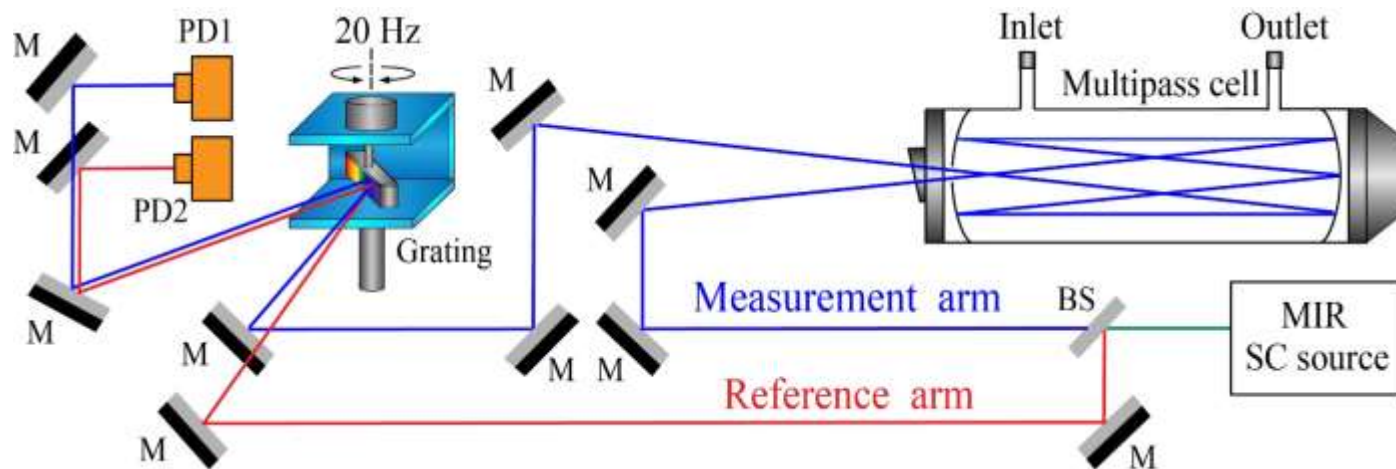 PD1
M
20 Hz
Inlet
Outlet
Multipass cell
M
M
PD2
M
Grating
Measurement arm
BS
MIR
SC source
M
M
M
M
Reference arm
M
M